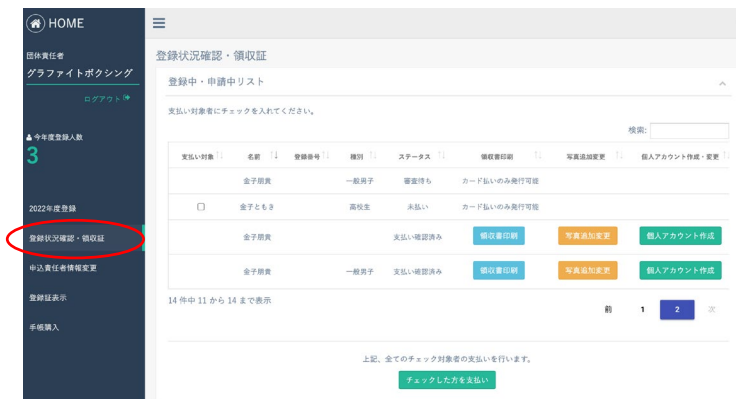 HOME
団体責任者
グラファイトボクシング
ログアウト
今年度登録人数
3
2022年度登録
登録状況確認・領収証
申込責任者情報変更
登録証表示
手帳購入
登録状況確認・領収証
登録中・申請中リスト
支払い対象者にチェックを入れてください。
検索:
支払い対象 名前 登録番号 種別 ステータス 領収書印刷 写真追加変更 個人アカウント作成・変更
金子朋貴 一般男子 審査待ち カード払いのみ発行可能
金子ともき 高校生 未払い カード払いのみ発行可能
金子朋貴 支払い確認済み 領収書印刷 写真追加変更 個人アカウント作成
金子朋貴 一般男子 支払い確認済み 領収書印刷 写真追加変更 個人アカウント作成
14 件中 11 から 14 まで表示
前 1 2 次
上記、全てのチェック対象者の支払いを行います。
チェックした方を支払い